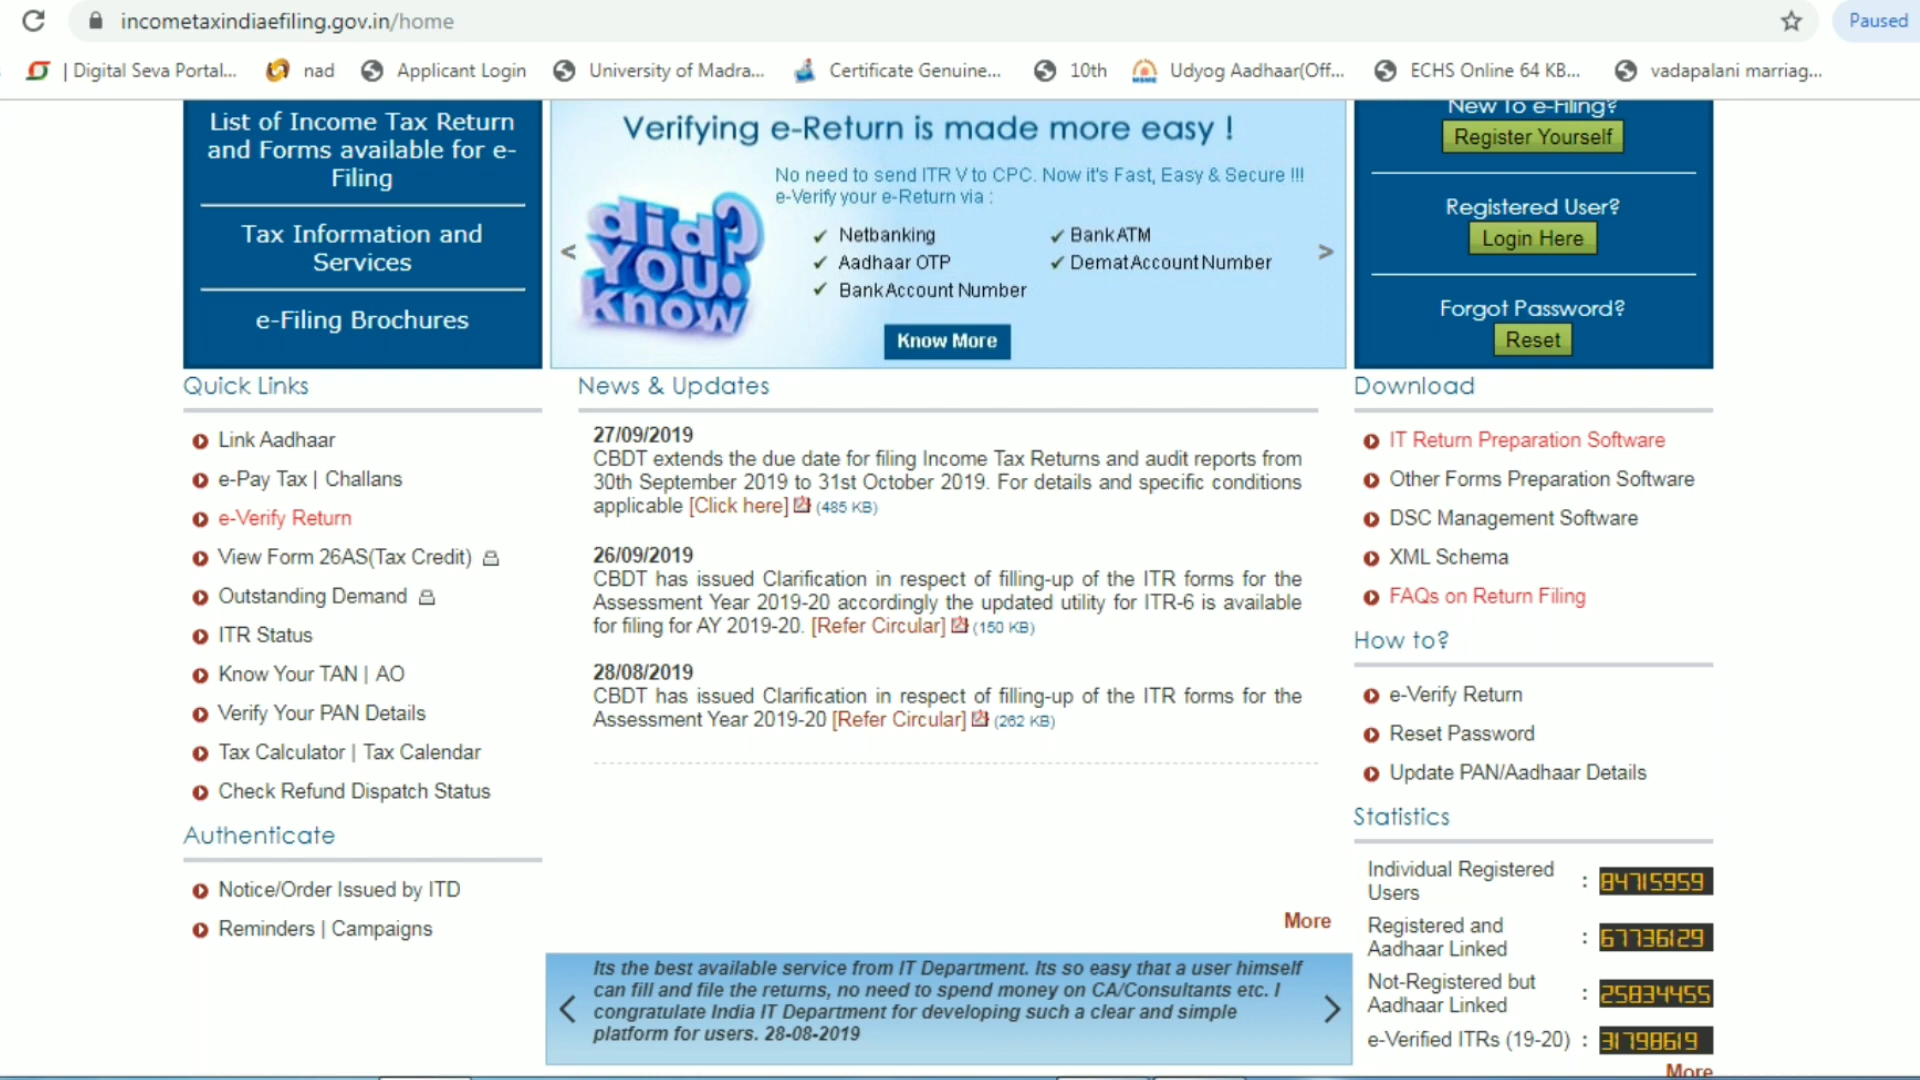 incometaxindiaefiling.gov.in/home
Paused
| Digital Seva Portal...
nad
Applicant Login
University of Madra...
Certificate Genuine...
10th
Udyog Aadhaar(Off...
ECHS Online 64 KB...
vadapalani marriag...
List of Income Tax Return
and Forms available for e-
Filing
Tax Information and
Services
e-Filing Brochures
Verifying e-Return is made more easy !
No need to send ITR V to CPC. Now it's Fast, Easy & Secure !!!
e-Verify your e-Return via :
did
YOU
know
?
✓ Netbanking
✓ Aadhaar OTP
✓ Bank Account Number
✓ Bank ATM
✓ Demat Account Number
<
>
Know More
New To e-Filing?
Register Yourself
Registered User?
Login Here
Forgot Password?
Reset
Quick Links
Link Aadhaar
e-Pay Tax | Challans
e-Verify Return
View Form 26AS(Tax Credit)
Outstanding Demand
ITR Status
Know Your TAN | AO
Verify Your PAN Details
Tax Calculator | Tax Calendar
Check Refund Dispatch Status
Authenticate
Notice/Order Issued by ITD
Reminders | Campaigns
News & Updates
27/09/2019
CBDT extends the due date for filing Income Tax Returns and audit reports from
30th September 2019 to 31st October 2019. For details and specific conditions
applicable [Click here] (485 KB)
26/09/2019
CBDT has issued Clarification in respect of filling-up of the ITR forms for the
Assessment Year 2019-20 accordingly the updated utility for ITR-6 is available
for filing for AY 2019-20. [Refer Circular] (150 KB)
28/08/2019
CBDT has issued Clarification in respect of filling-up of the ITR forms for the
Assessment Year 2019-20 [Refer Circular] (262 KB)
More
Its the best available service from IT Department. Its so easy that a user himself
can fill and file the returns, no need to spend money on CA/Consultants etc. I
congratulate India IT Department for developing such a clear and simple
platform for users. 28-08-2019
Download
IT Return Preparation Software
Other Forms Preparation Software
DSC Management Software
XML Schema
FAQs on Return Filing
How to?
e-Verify Return
Reset Password
Update PAN/Aadhaar Details
Statistics
Individual Registered
Users : 84715959
Registered and
Aadhaar Linked : 67736129
Not-Registered but
Aadhaar Linked : 25834455
e-Verified ITRs (19-20) : 31798619
More